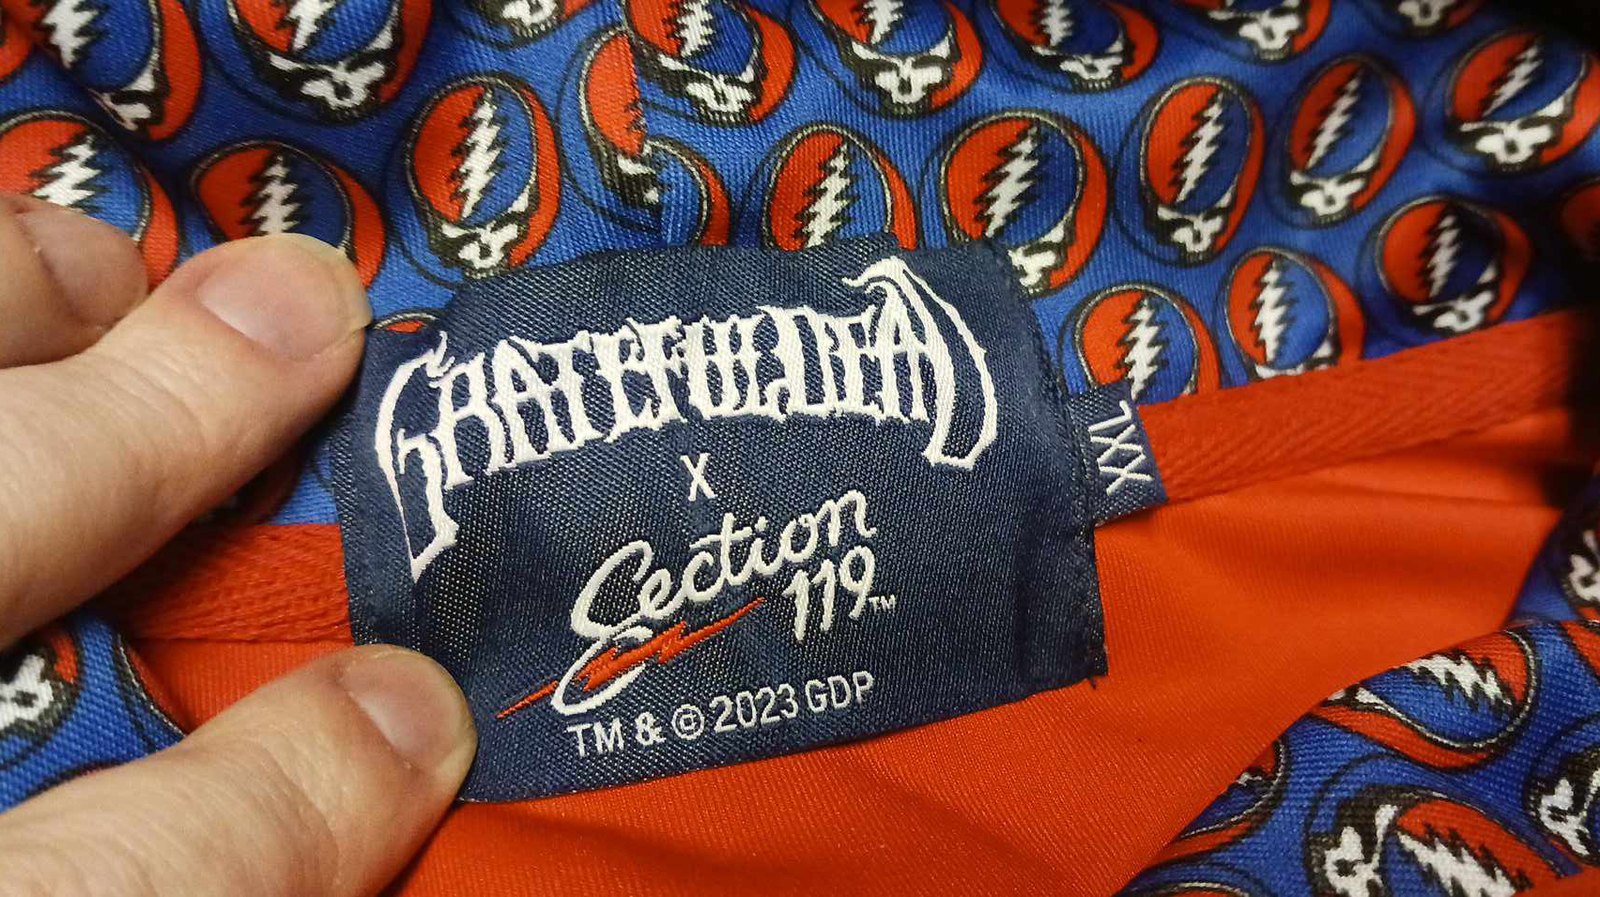 GRATEFUL DEAD
X
Section
119™
TM & © 2023 GDP
XXL